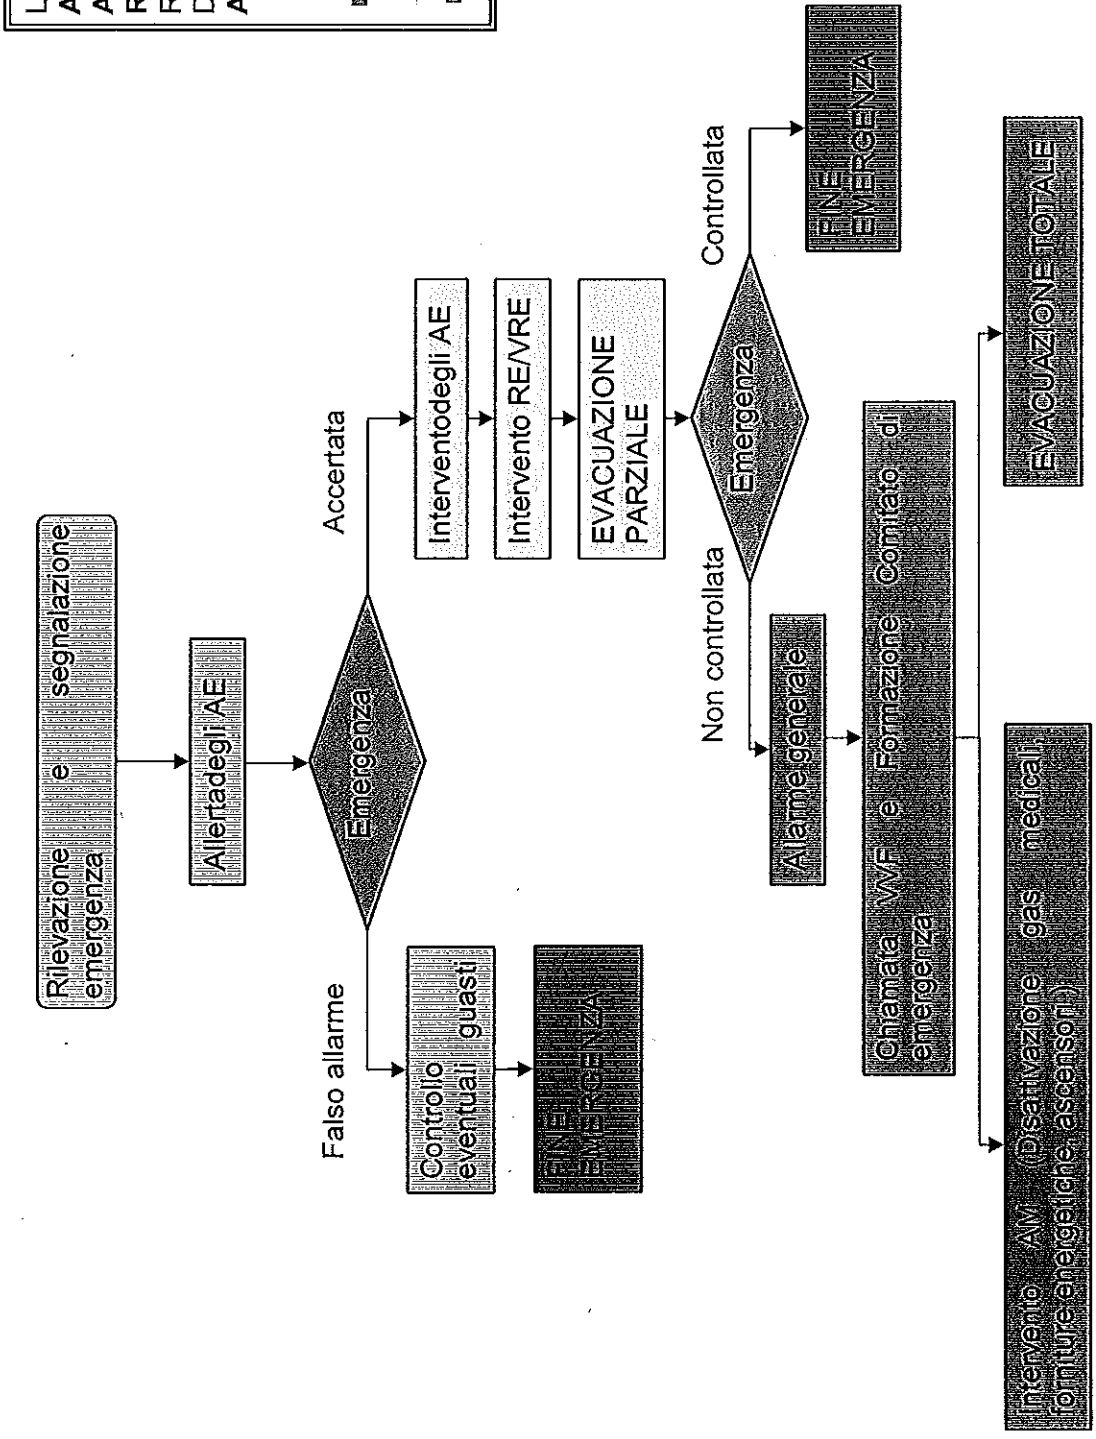 Rilevazione e segnalazione
emergenza
Allertadegli AE
Emergenza
Falso allarme
Accertata
Controllo
eventuali guasti
FINE
EMERGENZA
Interventodegli AE
Intervento RE/VRE
EVACUAZIONE
PARZIALE
Emergenza
Non controllata
Controllata
FINE
EMERGENZA
Allarme generale
Chiamata VVF e Formazione Comitato di
emergenza
Intervento AM (Disattivazione gas medicali,
forniture energetiche, ascensori )
EVACUAZIONE TOTALE
L
A
A
R
R
D
A